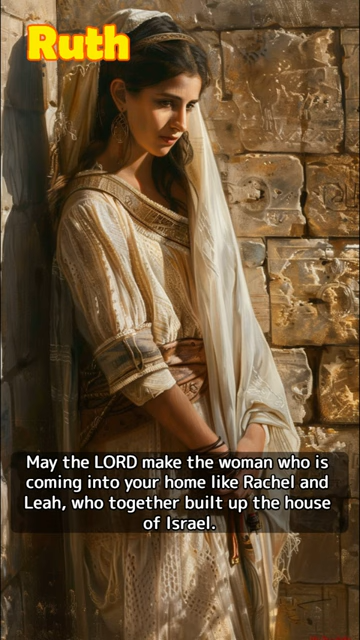 Ruth
May the LORD make the woman who is
coming into your home like Rachel and
Leah, who together built up the house
of Israel.